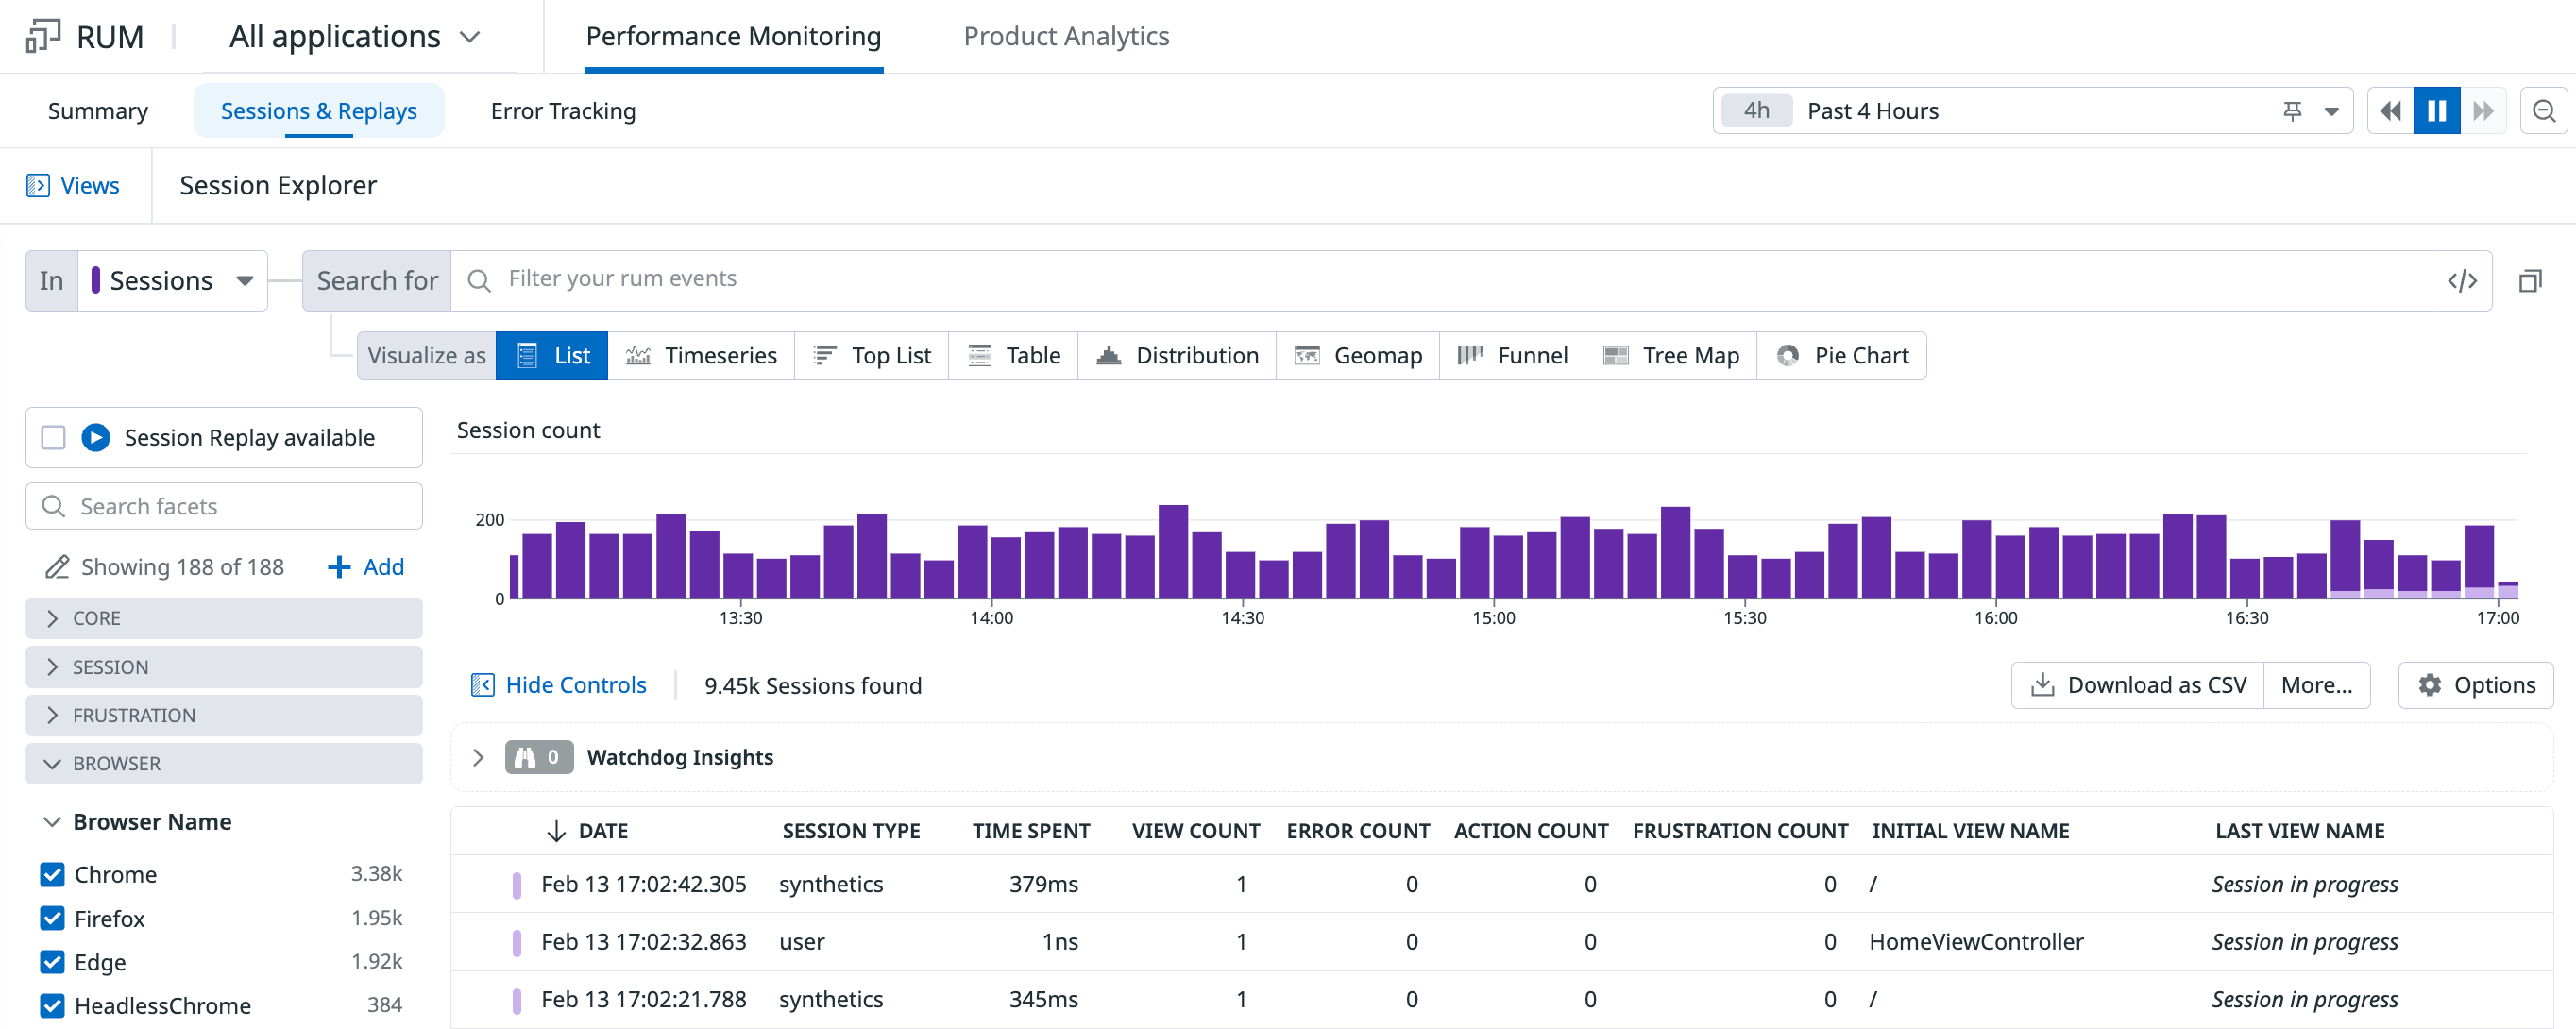 RUM All applications Performance Monitoring Product Analytics
Summary Sessions & Replays Error Tracking 4h Past 4 Hours
Views Session Explorer
In Sessions Search for Filter your rum events </>
Visualize as List Timeseries Top List Table Distribution Geomap Funnel Tree Map Pie Chart
Session Replay available
Search facets
Showing 188 of 188 + Add
CORE
SESSION
FRUSTRATION
BROWSER
Browser Name
Chrome 3.38k
Firefox 1.95k
Edge 1.92k
HeadlessChrome 384
Session count
200
0
13:30 14:00 14:30 15:00 15:30 16:00 16:30 17:00
Hide Controls 9.45k Sessions found Download as CSV More... Options
0 Watchdog Insights
DATE SESSION TYPE TIME SPENT VIEW COUNT ERROR COUNT ACTION COUNT FRUSTRATION COUNT INITIAL VIEW NAME LAST VIEW NAME
Feb 13 17:02:42.305 synthetics 379ms 1 0 0 0 / Session in progress
Feb 13 17:02:32.863 user 1ns 1 0 0 0 HomeViewController Session in progress
Feb 13 17:02:21.788 synthetics 345ms 1 0 0 0 / Session in progress